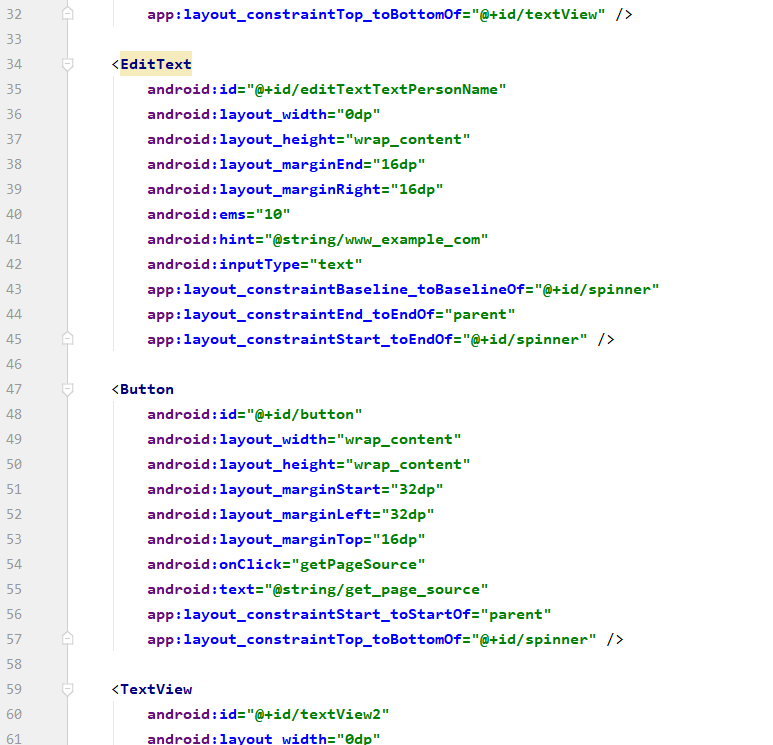 32 app:layout_constraintTop_toBottomOf="@+id/textView" />
33
34 <EditText
35 android:id="@+id/editTextTextPersonName"
36 android:layout_width="0dp"
37 android:layout_height="wrap_content"
38 android:layout_marginEnd="16dp"
39 android:layout_marginRight="16dp"
40 android:ems="10"
41 android:hint="@string/www_example_com"
42 android:inputType="text"
43 app:layout_constraintBaseline_toBaselineOf="@+id/spinner"
44 app:layout_constraintEnd_toEndOf="parent"
45 app:layout_constraintStart_toEndOf="@+id/spinner" />
46
47 <Button
48 android:id="@+id/button"
49 android:layout_width="wrap_content"
50 android:layout_height="wrap_content"
51 android:layout_marginStart="32dp"
52 android:layout_marginLeft="32dp"
53 android:layout_marginTop="16dp"
54 android:onClick="getPageSource"
55 android:text="@string/get_page_source"
56 app:layout_constraintStart_toStartOf="parent"
57 app:layout_constraintTop_toBottomOf="@+id/spinner" />
58
59 <TextView
60 android:id="@+id/textView2"
61 android:layout_width="0dp"